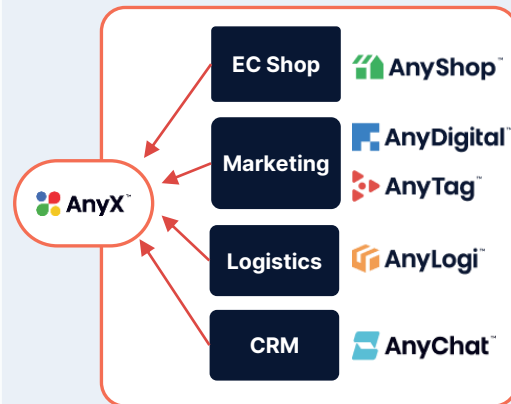 EC Shop
AnyShop™
Marketing
AnyDigital™
AnyTag™
AnyX™
Logistics
AnyLogi™
CRM
AnyChat™